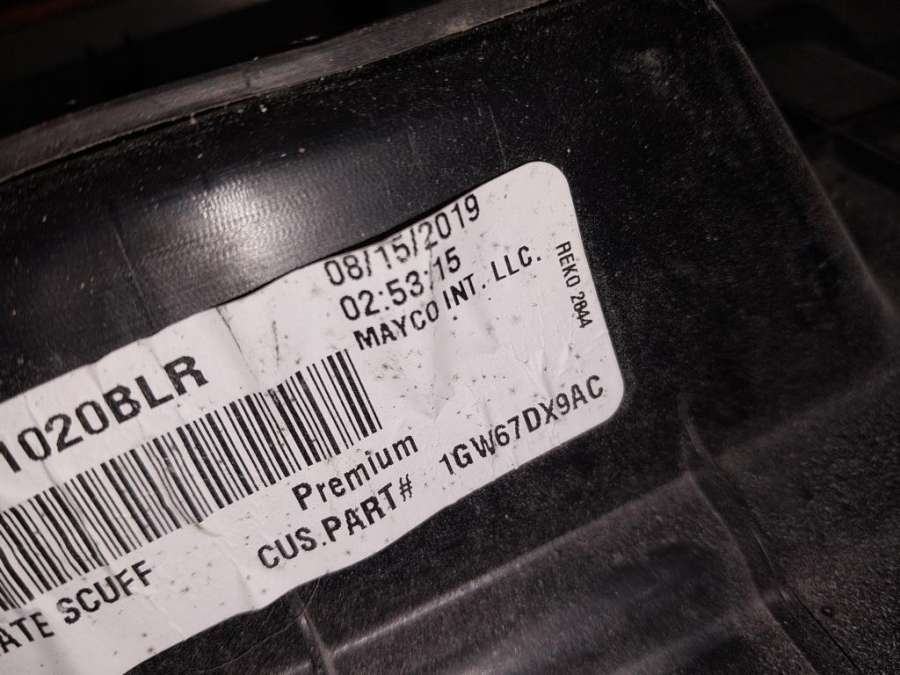 08/15/2019
02:53:15
MAYCO INT. LLC.
REKO 2844
1020BLR
Premium
CUS.PART# 1GW67DX9AC
ATE SCUFF